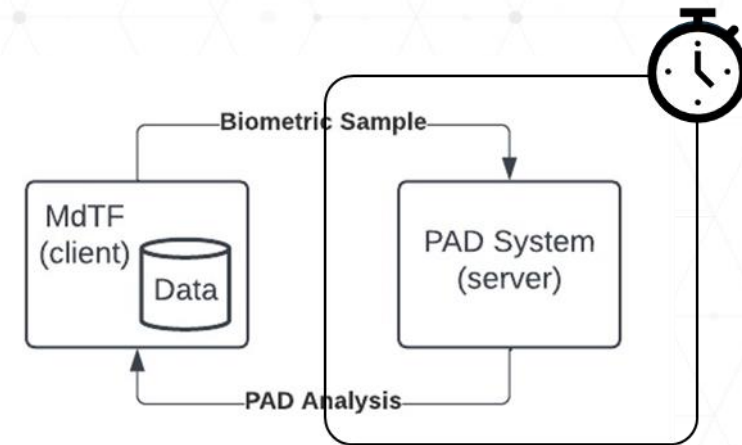 Biometric Sample
MdTF
(client)
Data
PAD System
(server)
PAD Analysis